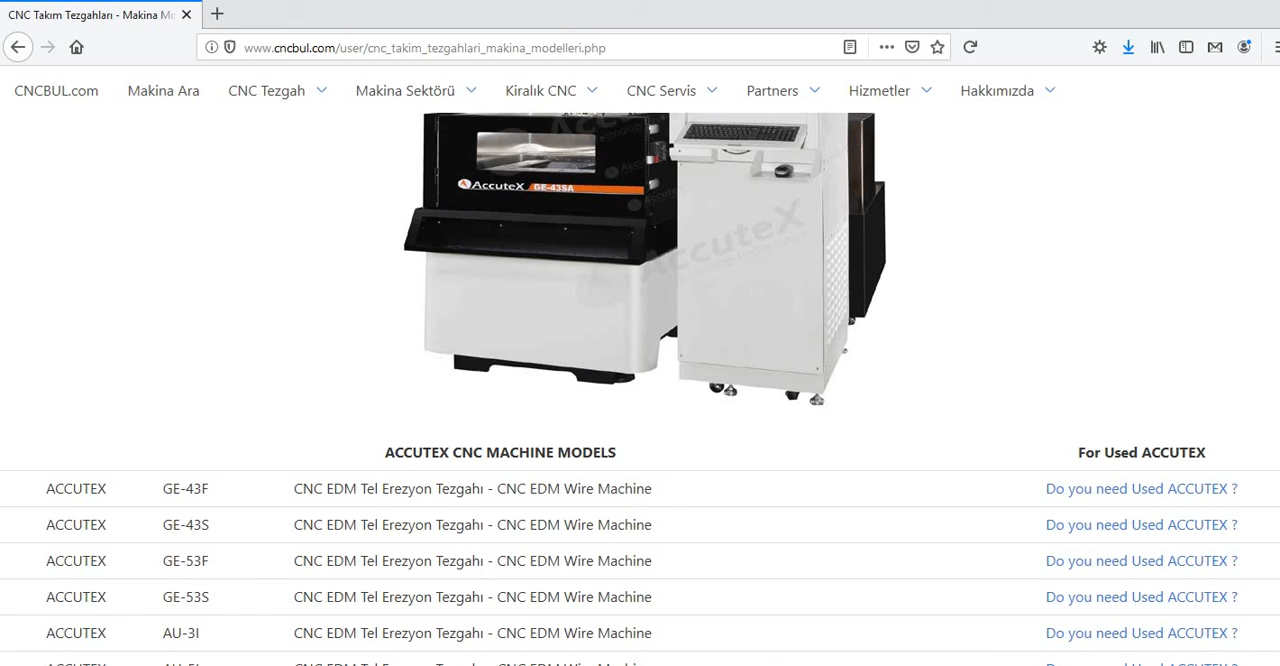 CNC Takım Tezgahları - Makina Mo
www.cncbul.com/user/cnc_takim_tezgahlari_makina_modelleri.php
CNCBUL.com Makina Ara CNC Tezgah Makina Sektörü Kiralık CNC CNC Servis Partners Hizmetler Hakkımızda
AccuteX GE-43SA
AccuteX
ACCUTEX CNC MACHINE MODELS For Used ACCUTEX
ACCUTEX GE-43F CNC EDM Tel Erezyon Tezgahı - CNC EDM Wire Machine Do you need Used ACCUTEX ?
ACCUTEX GE-43S CNC EDM Tel Erezyon Tezgahı - CNC EDM Wire Machine Do you need Used ACCUTEX ?
ACCUTEX GE-53F CNC EDM Tel Erezyon Tezgahı - CNC EDM Wire Machine Do you need Used ACCUTEX ?
ACCUTEX GE-53S CNC EDM Tel Erezyon Tezgahı - CNC EDM Wire Machine Do you need Used ACCUTEX ?
ACCUTEX AU-3I CNC EDM Tel Erezyon Tezgahı - CNC EDM Wire Machine Do you need Used ACCUTEX ?